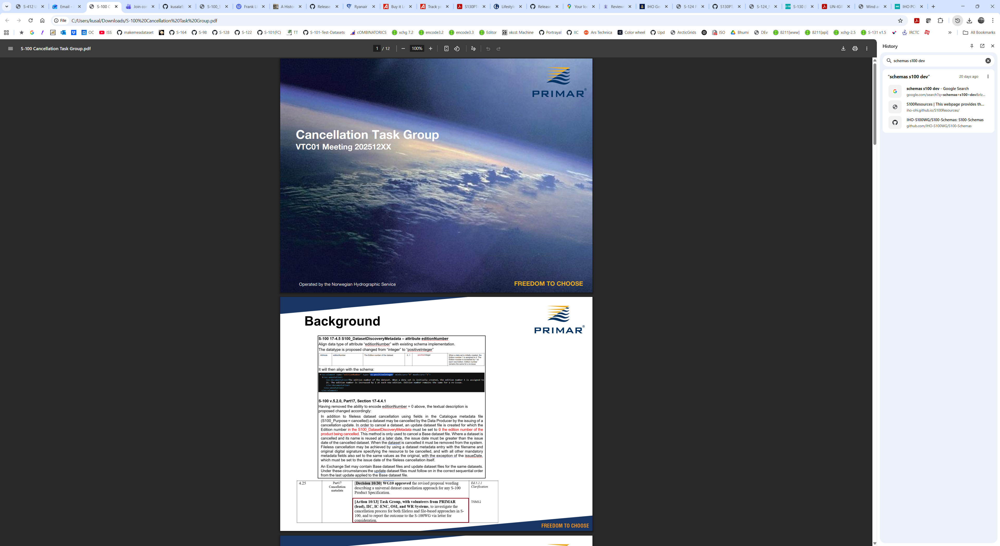 S-412 U
Email -
S-100 C
Join cor
kusala9
S-100_5
Frank Ll
A Histor
Release
Ryanair
Buy it L
Track yo
S130PT-
Lifestyle
Release
Your loc
Reviewe
IHO Ge
S-124 P
S130PT
S-124_I
S-130 (
UN-IGIF
Wind a
IHO PO
File
C:/Users/kusal/Downloads/S-100%20Cancellation%20Task%20Group.pdf
OC
ISS
makemeadataset
S-164
S-98
S-128
S-122
S-101(FC)
TT
S-101-Test-Datasets
cOMBINATORICS
xchg 7.2
encode3.2
encode3.3
Editor
xkcd: Machine
Portrayal
IIC
Ars Technica
Color wheel
Upd
ArcticGrids
ISO
Bhumi
DEv
8211[www]
8211[api]
xchg-2.5
S-131 v1.5
IRCTC
All Bookmarks
S-100 Cancellation Task Group.pdf
1 / 12
100%
PRIMAR®
Cancellation Task Group
VTC01 Meeting 202512XX
Operated by the Norwegian Hydrographic Service
FREEDOM TO CHOOSE
Background
PRIMAR®
S-100 17-4.5 S100_DatasetDiscoveryMetadata – attribute editionNumber
Align data type of attribute "editionNumber" with existing schema implementation.
The datatype is proposed changed from "integer" to "positiveInteger"
Attribute
editionNumber
The Edition number of the dataset
0..1
positiveInteger
When a data set is initially created, the
Edition number 1 is assigned to it. The
Edition number is increased by 1 at
each new Edition. Edition number
remains the same for a re-issue
It will then align with the schema:
▼<xs:element name="editionNumber" type="xs:positiveInteger" minOccurs="0" maxOccurs="1">
▼<xs:annotation>
<xs:documentation>The edition number of the dataset. When a data set is initially created, the edition number 1 is assigned to
it. The edition number is increased by 1 at each new edition. Edition number remains the same for a re-issue.
</xs:documentation>
</xs:annotation>
</xs:element>
S-100 v.5.2.0, Part17, Section 17-4.4.1
Having removed the ability to encode editionNumber = 0 above, the textual description is
proposed changed accordingly:
In addition to fileless dataset cancellation using fields in the Catalogue metadata file
(S100_Purpose = cancelled) a dataset may be cancelled by the Data Producer by the issuing of a
cancellation update. In order to cancel a dataset, an update dataset file is created for which the
Edition number in the S100_DatasetDiscoveryMetadata must be set to 0 the edition number of the
product being cancelled. This method is only used to cancel a Base dataset file. Where a dataset is
cancelled and its name is reused at a later date, the issue date must be greater than the issue
date of the cancelled dataset. When the dataset is cancelled it must be removed from the system.
Fileless cancellation may be achieved by using a dataset metadata entry with the filename and
original digital signature specifying the resource to be cancelled, and with all other mandatory
metadata fields also set to the same values as the original, with the exception of the issueDate,
which must be set to the issue date of the fileless cancellation itself.
An Exchange Set may contain Base dataset files and update dataset files for the same datasets.
Under these circumstances the update dataset files must follow on in the correct sequential order
from the last update applied to the Base dataset file.
4.25
Part17
Cancellation
metadata
[Decision 10/30] WG10 approved the revised proposal wording
describing a universal dataset cancellation approach for any S-100
Product Specification.
Ed.5.2.1
Clarification
[Action 10/13] Task Group, with volunteers from PRIMAR
(lead), IIC, IC-ENC, OSI, and WR Systems, to investigate the
cancellation process for both fileless and file-based approaches in S-
100, and to report the outcome to the S-100WG via letter for
consideration.
TSM12
FREEDOM TO CHOOSE
History
schemas s100 dev
"schemas s100 dev"
20 days ago
schemas s100 dev - Google Search
google.com/search?q=schemas+s100+dev&rlz...
S100Resources | This webpage provides th...
iho-ohi.github.io/S100Resources/
IHO-S100WG/S100-Schemas: S100-Schemas
github.com/IHO-S100WG/S100-Schemas